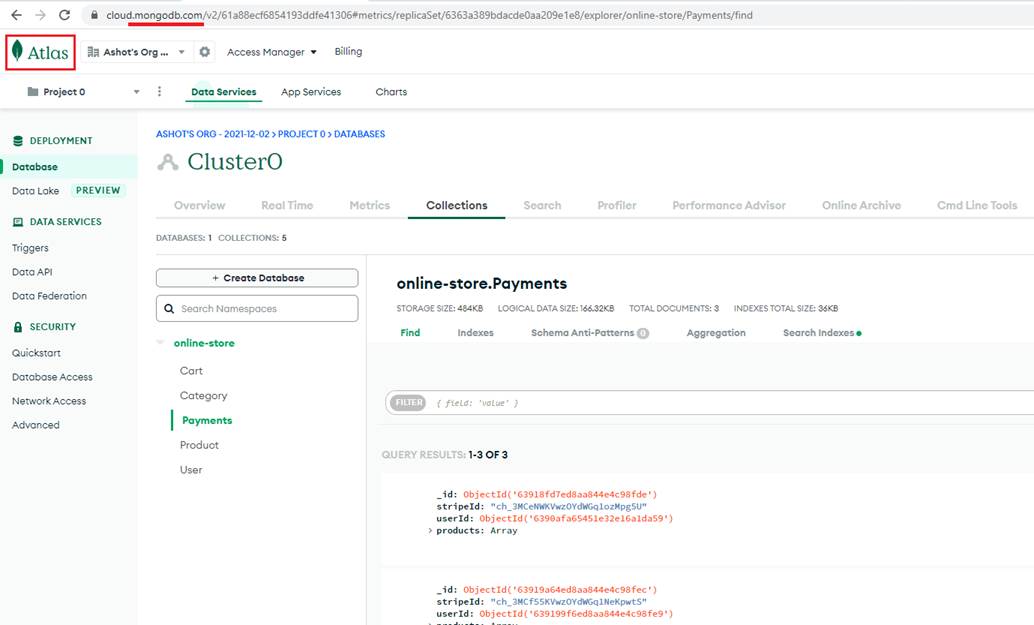 cloud.mongodb.com/v2/61a88ecf6854193ddfe41306#metrics/replicaSet/6363a389bdacde0aa209e1e8/explorer/online-store/Payments/find
Atlas Ashot's Org ... Access Manager Billing
Project 0 Data Services App Services Charts
DEPLOYMENT
Database
Data Lake PREVIEW
DATA SERVICES
Triggers
Data API
Data Federation
SECURITY
Quickstart
Database Access
Network Access
Advanced
ASHOT'S ORG - 2021-12-02 > PROJECT 0 > DATABASES
Cluster0
Overview Real Time Metrics Collections Search Profiler Performance Advisor Online Archive Cmd Line Tools
DATABASES: 1 COLLECTIONS: 5
+ Create Database
Search Namespaces
online-store
Cart
Category
Payments
Product
User
online-store.Payments
STORAGE SIZE: 484KB LOGICAL DATA SIZE: 166.32KB TOTAL DOCUMENTS: 3 INDEXES TOTAL SIZE: 36KB
Find Indexes Schema Anti-Patterns 0 Aggregation Search Indexes
FILTER { field: 'value' }
QUERY RESULTS: 1-3 OF 3
_id: ObjectId('63918fd7ed8aa844e4c98fde')
stripeId: "ch_3MCeNWKVwzOYdWGq1ozMpg5U"
userId: ObjectId('6390afa65451e32e16a1da59')
> products: Array
_id: ObjectId('63919a64ed8aa844e4c98fec')
stripeId: "ch_3MCf55KVwzOYdWGq1NeKpwtS"
userId: ObjectId('639199f6ed8aa844e4c98fe9')
> products: Array